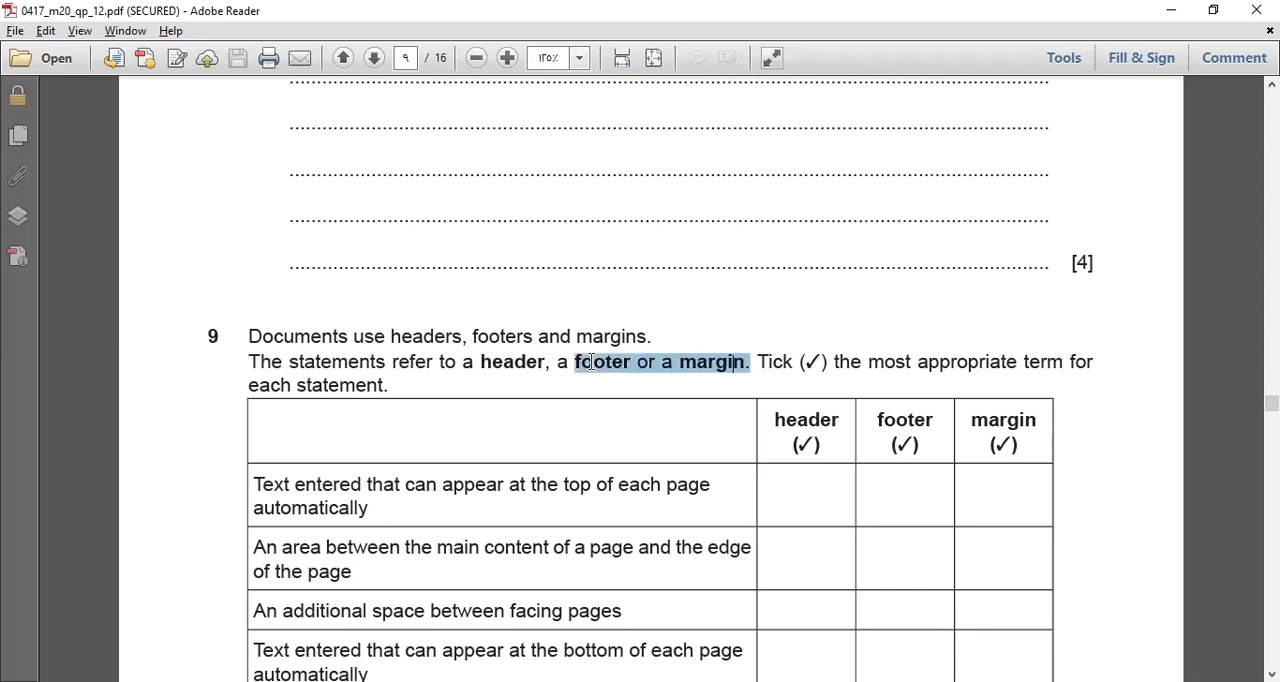 0417_m20_qp_12.pdf (SECURED) - Adobe Reader
File Edit View Window Help
Open ٩ / 16 ١٢٥٪ Tools Fill & Sign Comment
[4]
9 Documents use headers, footers and margins.
The statements refer to a header, a footer or a margin. Tick (✓) the most appropriate term for
each statement.
header footer margin
(✓) (✓) (✓)
Text entered that can appear at the top of each page
automatically
An area between the main content of a page and the edge
of the page
An additional space between facing pages
Text entered that can appear at the bottom of each page
automatically